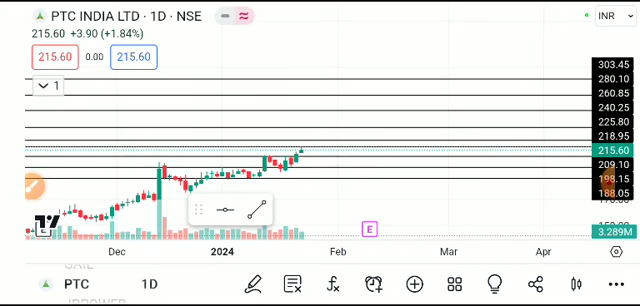 PTC INDIA LTD · 1D · NSE
INR
215.60 +3.90 (+1.84%)
215.60 0.00 215.60
1
303.45
280.10
260.85
240.25
225.80
218.95
215.60
209.10
198.15
188.05
E
E
3.289M
Dec 2024 Feb Mar Apr
PTC 1D